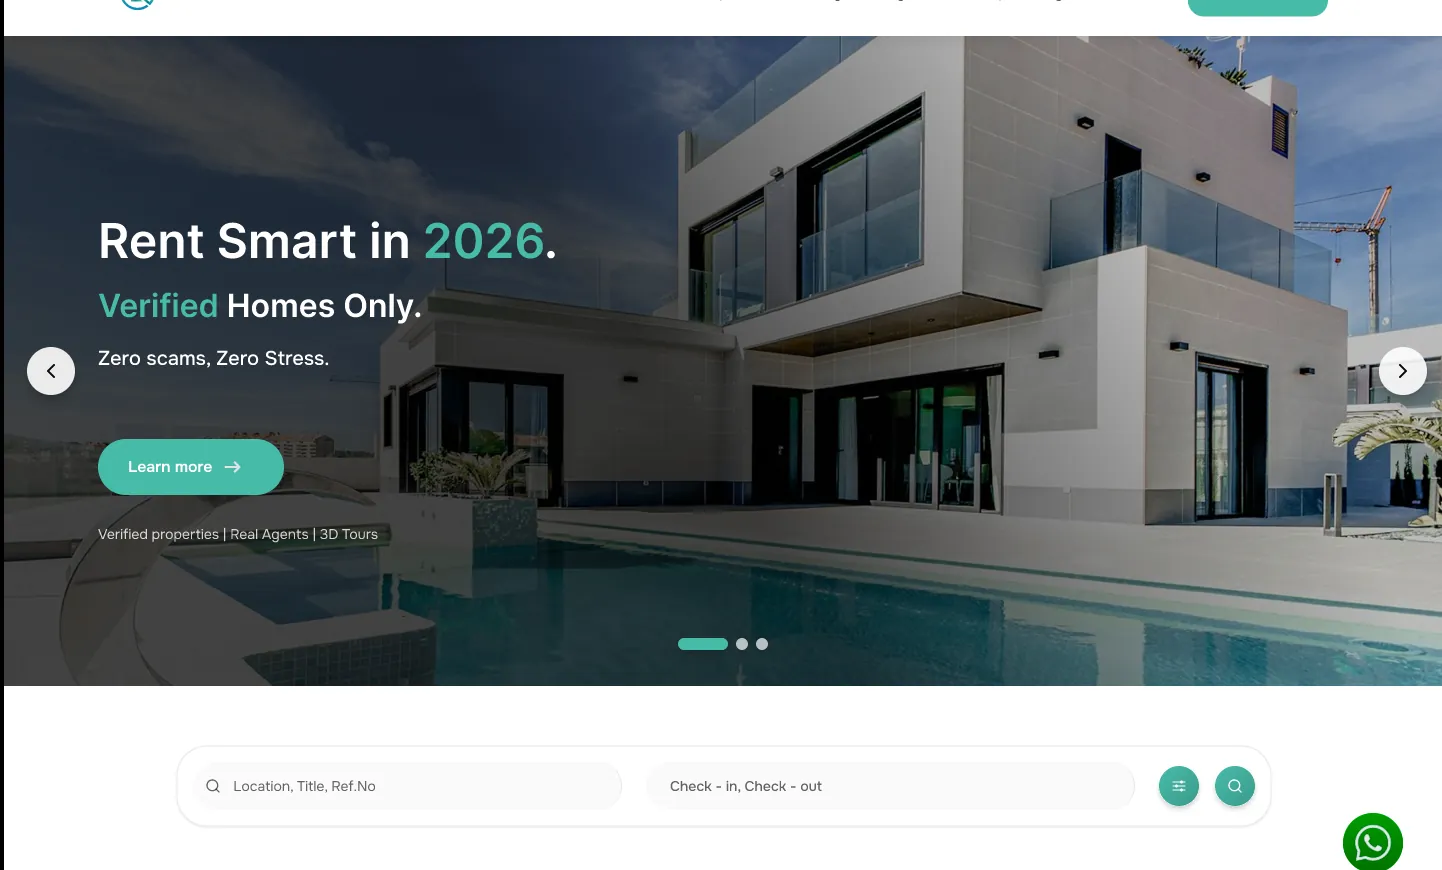 Rent Smart in 2026.
Verified Homes Only.
Zero scams, Zero Stress.
Learn more
Verified properties | Real Agents | 3D Tours
Location, Title, Ref.No
Check - in, Check - out